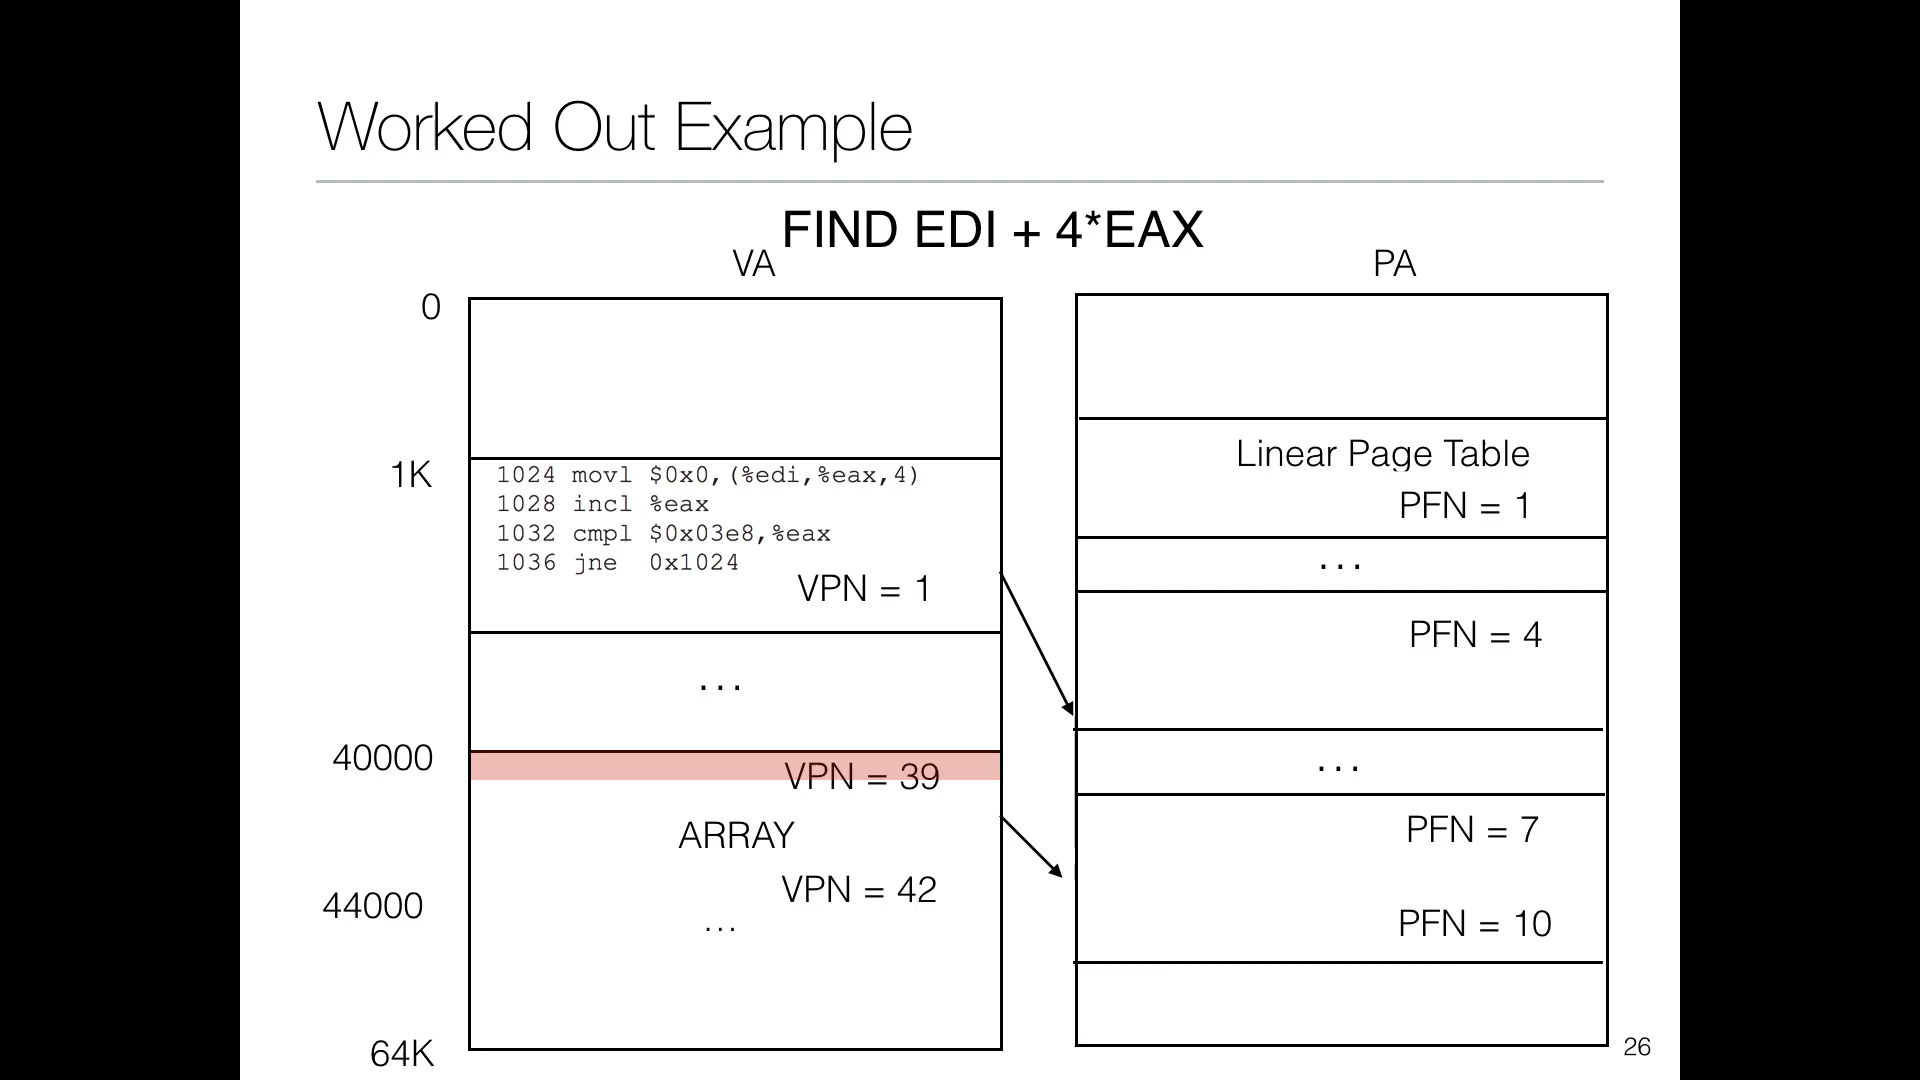 Worked Out Example
FIND EDI + 4*EAX
VA
PA
0
1K
1024 movl $0x0,(%edi,%eax,4)
1028 incl %eax
1032 cmpl $0x03e8,%eax
1036 jne 0x1024
VPN = 1
...
40000
VPN = 39
ARRAY
VPN = 42
44000
...
64K
Linear Page Table
PFN = 1
...
PFN = 4
...
PFN = 7
PFN = 10
26